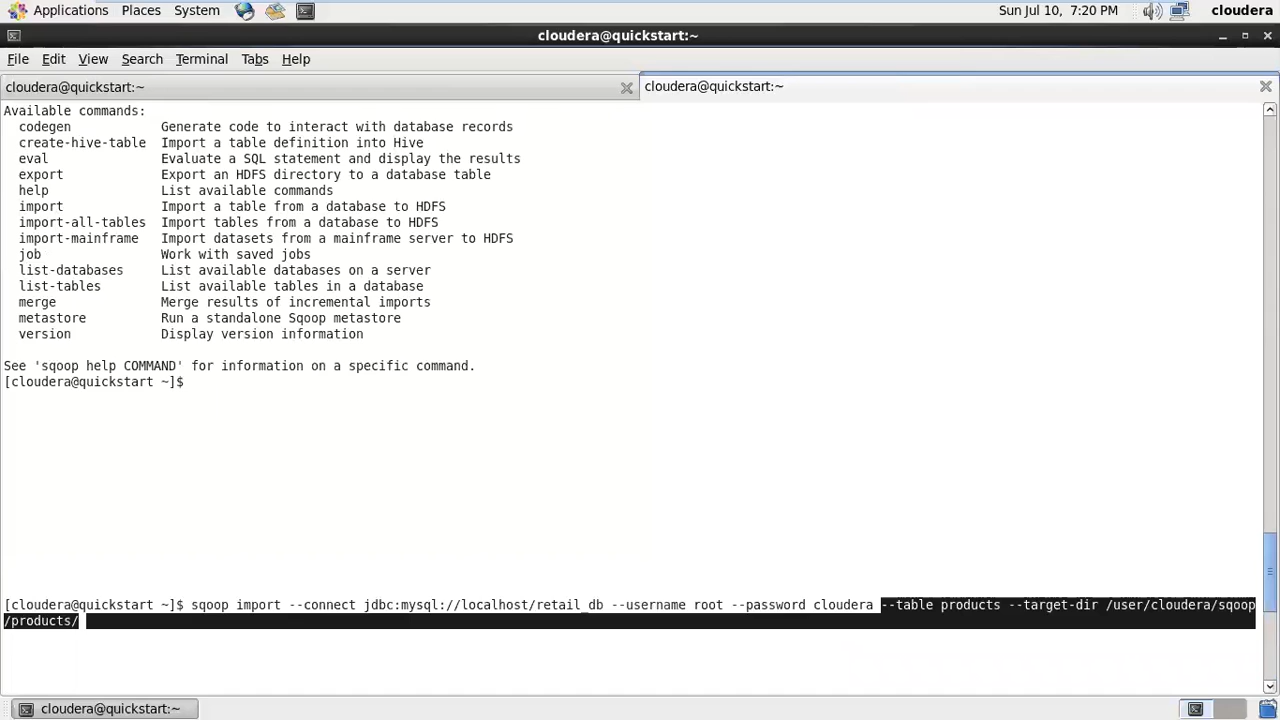 Applications Places System Sun Jul 10, 7:20 PM cloudera
cloudera@quickstart:~
File Edit View Search Terminal Tabs Help
cloudera@quickstart:~ cloudera@quickstart:~
Available commands:
codegen Generate code to interact with database records
create-hive-table Import a table definition into Hive
eval Evaluate a SQL statement and display the results
export Export an HDFS directory to a database table
help List available commands
import Import a table from a database to HDFS
import-all-tables Import tables from a database to HDFS
import-mainframe Import datasets from a mainframe server to HDFS
job Work with saved jobs
list-databases List available databases on a server
list-tables List available tables in a database
merge Merge results of incremental imports
metastore Run a standalone Sqoop metastore
version Display version information
See 'sqoop help COMMAND' for information on a specific command.
[cloudera@quickstart ~]$
[cloudera@quickstart ~]$ sqoop import --connect jdbc:mysql://localhost/retail_db --username root --password cloudera --table products --target-dir /user/cloudera/sqoop
/products/
cloudera@quickstart:~